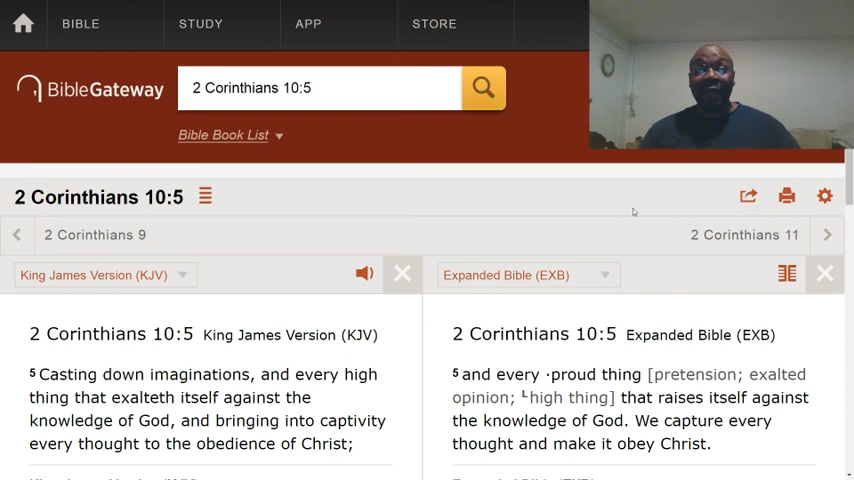 BIBLE STUDY APP STORE
BibleGateway 2 Corinthians 10:5
Bible Book List
2 Corinthians 10:5
2 Corinthians 9 2 Corinthians 11
King James Version (KJV)
2 Corinthians 10:5 King James Version (KJV)
5 Casting down imaginations, and every high
thing that exalteth itself against the
knowledge of God, and bringing into captivity
every thought to the obedience of Christ;
Expanded Bible (EXB)
2 Corinthians 10:5 Expanded Bible (EXB)
5 and every ·proud thing [pretension; exalted
opinion; ᴸhigh thing] that raises itself against
the knowledge of God. We capture every
thought and make it obey Christ.